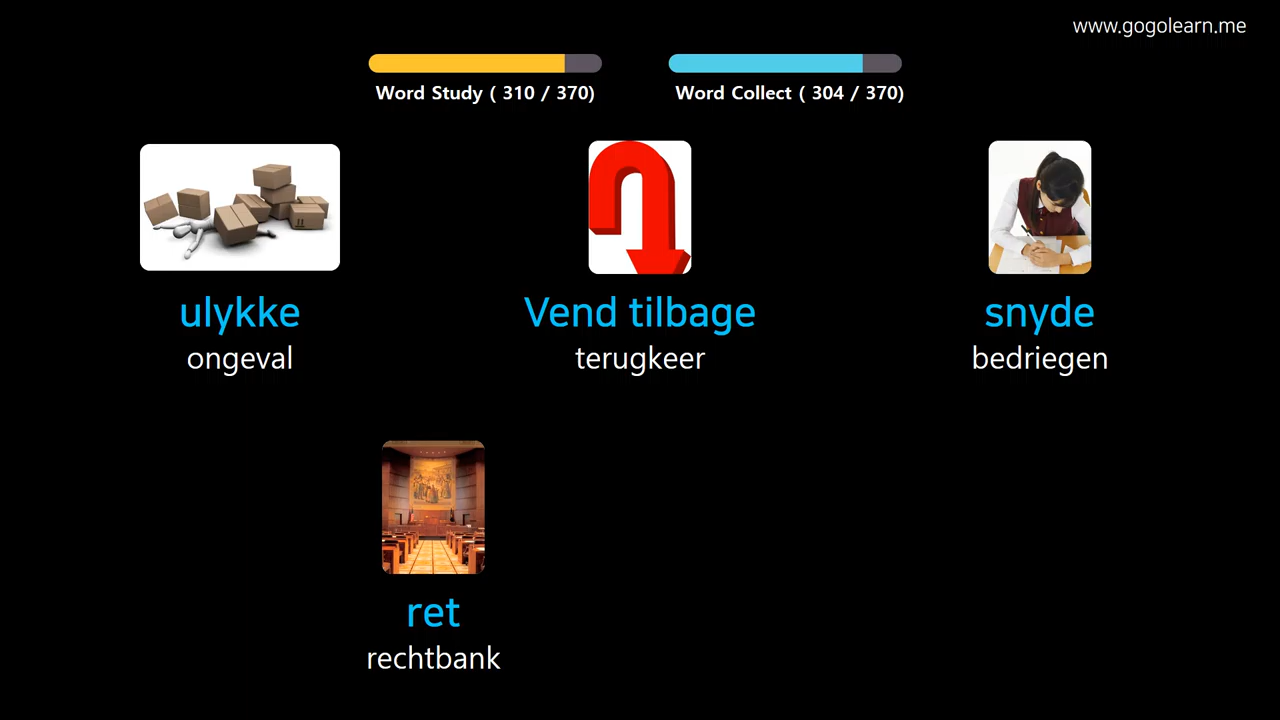 www.gogolearn.me
Word Study ( 310 / 370)
Word Collect ( 304 / 370)
ulykke
ongeval
Vend tilbage
terugkeer
snyde
bedriegen
ret
rechtbank